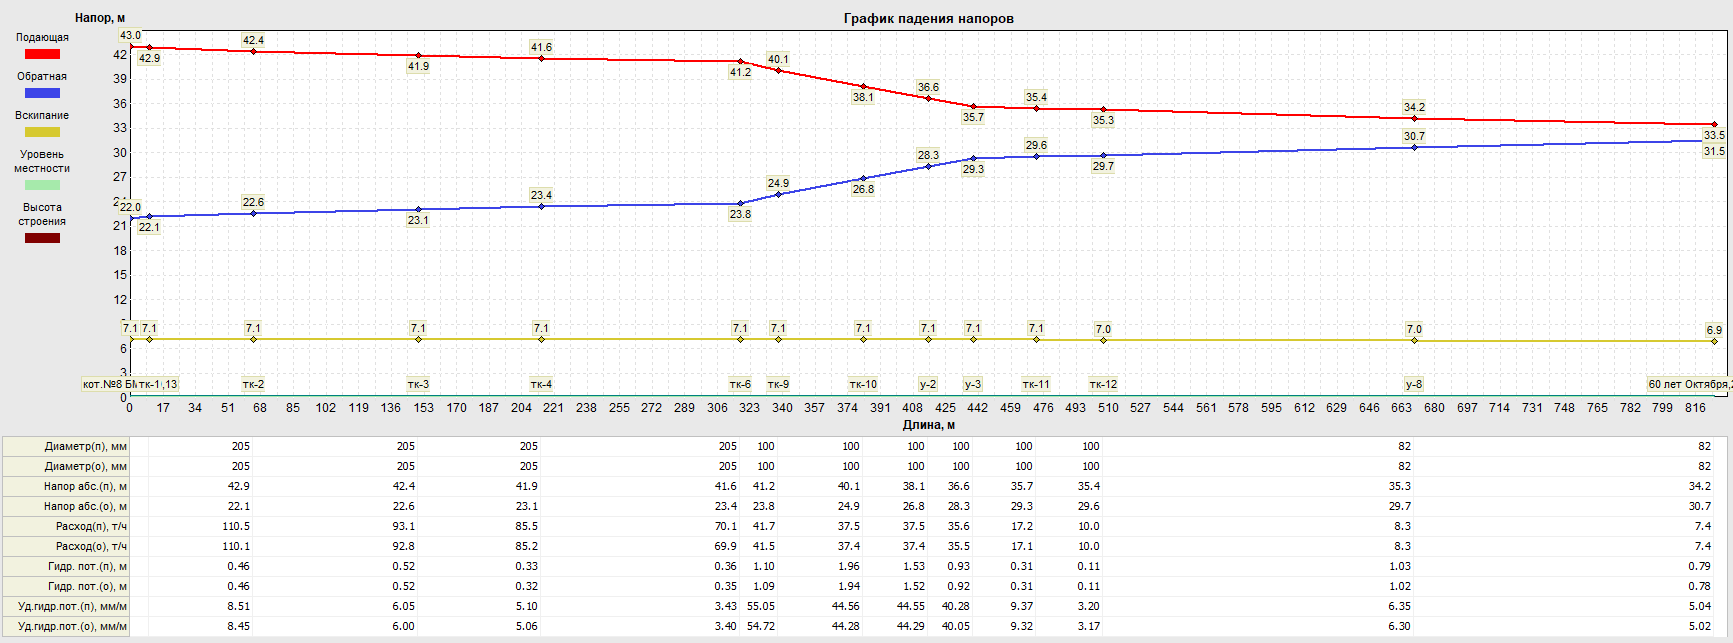 График падения напоров
Напор, м
Подающая
Обратная
Вскипание
Уровень
местности
Высота
строения
42
39
36
33
30
27
24
21
18
15
12
9
6
3
0
43.0
42.9
42.4
41.9
41.6
41.2
40.1
38.1
36.6
35.7
35.4
35.3
34.2
33.5
22.0
22.1
22.6
23.1
23.4
23.8
24.9
26.8
28.3
29.3
29.6
29.7
30.7
31.5
7.1 7.1 7.1 7.1 7.1 7.1 7.1 7.1 7.1 7.1 7.1 7.0 7.0 6.9
кот.№8 тк-1 ,13 тк-2 тк-3 тк-4 тк-6 тк-9 тк-10 у-2 у-3 тк-11 тк-12 у-8 60 лет Октября,
0 17 34 51 68 85 102 119 136 153 170 187 204 221 238 255 272 289 306 323 340 357 374 391 408 425 442 459 476 493 510 527 544 561 578 595 612 629 646 663 680 697 714 731 748 765 782 799 816
Длина, м
Диаметр(п), мм 205 205 205 205 100 100 100 100 100 100 82 82
Диаметр(о), мм 205 205 205 205 100 100 100 100 100 100 82 82
Напор абс.(п), м 42.9 42.4 41.9 41.6 41.2 40.1 38.1 36.6 35.7 35.4 35.3 34.2
Напор абс.(о), м 22.1 22.6 23.1 23.4 23.8 24.9 26.8 28.3 29.3 29.6 29.7 30.7
Расход(п), т/ч 110.5 93.1 85.5 70.1 41.7 37.5 37.5 35.6 17.2 10.0 8.3 7.4
Расход(о), т/ч 110.1 92.8 85.2 69.9 41.5 37.4 37.4 35.5 17.1 10.0 8.3 7.4
Гидр. пот.(п), м 0.46 0.52 0.33 0.36 1.10 1.96 1.53 0.93 0.31 0.11 1.03 0.79
Гидр. пот.(о), м 0.46 0.52 0.32 0.35 1.09 1.94 1.52 0.92 0.31 0.11 1.02 0.78
Уд.гидр.пот.(п), мм/м 8.51 6.05 5.10 3.43 55.05 44.56 44.55 40.28 9.37 3.20 6.35 5.04
Уд.гидр.пот.(о), мм/м 8.45 6.00 5.06 3.40 54.72 44.28 44.29 40.05 9.32 3.17 6.30 5.02